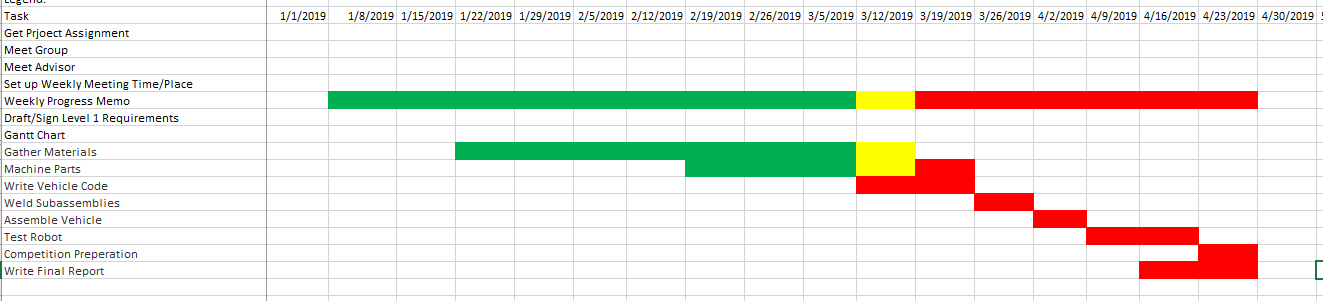 Legend:
Task 1/1/2019 1/8/2019 1/15/2019 1/22/2019 1/29/2019 2/5/2019 2/12/2019 2/19/2019 2/26/2019 3/5/2019 3/12/2019 3/19/2019 3/26/2019 4/2/2019 4/9/2019 4/16/2019 4/23/2019 4/30/2019
Get Prjoect Assignment
Meet Group
Meet Advisor
Set up Weekly Meeting Time/Place
Weekly Progress Memo
Draft/Sign Level 1 Requirements
Gantt Chart
Gather Materials
Machine Parts
Write Vehicle Code
Weld Subassemblies
Assemble Vehicle
Test Robot
Competition Preperation
Write Final Report